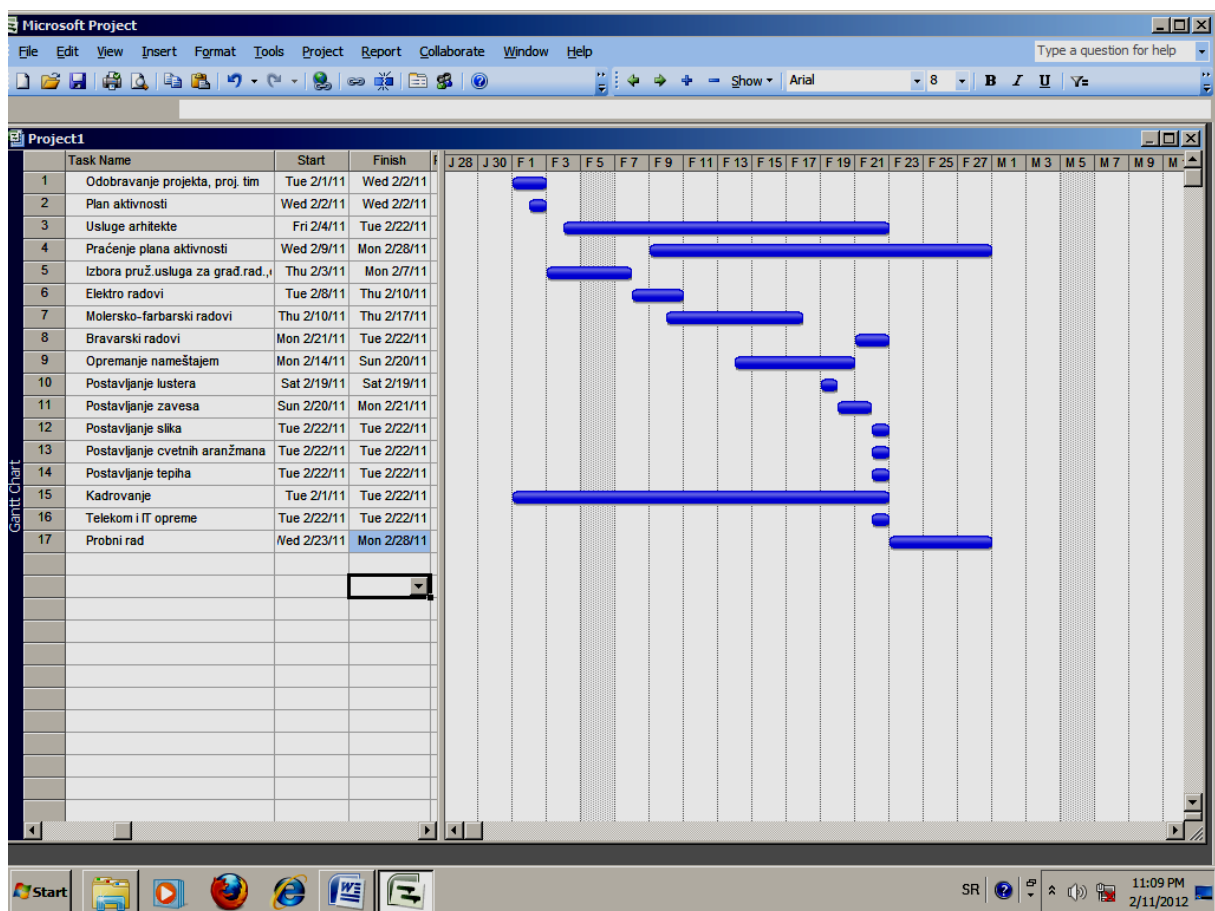 Microsoft Project
File Edit View Insert Format Tools Project Report Collaborate Window Help Type a question for help
Show Arial 8 B I U
Project1
Task Name Start Finish J 28 J 30 F 1 F 3 F 5 F 7 F 9 F 11 F 13 F 15 F 17 F 19 F 21 F 23 F 25 F 27 M 1 M 3 M 5 M 7 M 9 M
1 Odobravanje projekta, proj. tim Tue 2/1/11 Wed 2/2/11
2 Plan aktivnosti Wed 2/2/11 Wed 2/2/11
3 Usluge arhitekte Fri 2/4/11 Tue 2/22/11
4 Praćenje plana aktivnosti Wed 2/9/11 Mon 2/28/11
5 Izbora pruž.usluga za građ.rad., Thu 2/3/11 Mon 2/7/11
6 Elektro radovi Tue 2/8/11 Thu 2/10/11
7 Molersko-farbarski radovi Thu 2/10/11 Thu 2/17/11
8 Bravarski radovi Mon 2/21/11 Tue 2/22/11
9 Opremanje nameštajem Mon 2/14/11 Sun 2/20/11
10 Postavljanje lustera Sat 2/19/11 Sat 2/19/11
11 Postavljanje zavesa Sun 2/20/11 Mon 2/21/11
12 Postavljanje slika Tue 2/22/11 Tue 2/22/11
13 Postavljanje cvetnih aranžmana Tue 2/22/11 Tue 2/22/11
14 Postavljanje tepiha Tue 2/22/11 Tue 2/22/11
15 Kadrovanje Tue 2/1/11 Tue 2/22/11
16 Telekom i IT opreme Tue 2/22/11 Tue 2/22/11
17 Probni rad Wed 2/23/11 Mon 2/28/11
Gantt Chart
Start SR 11:09 PM
2/11/2012